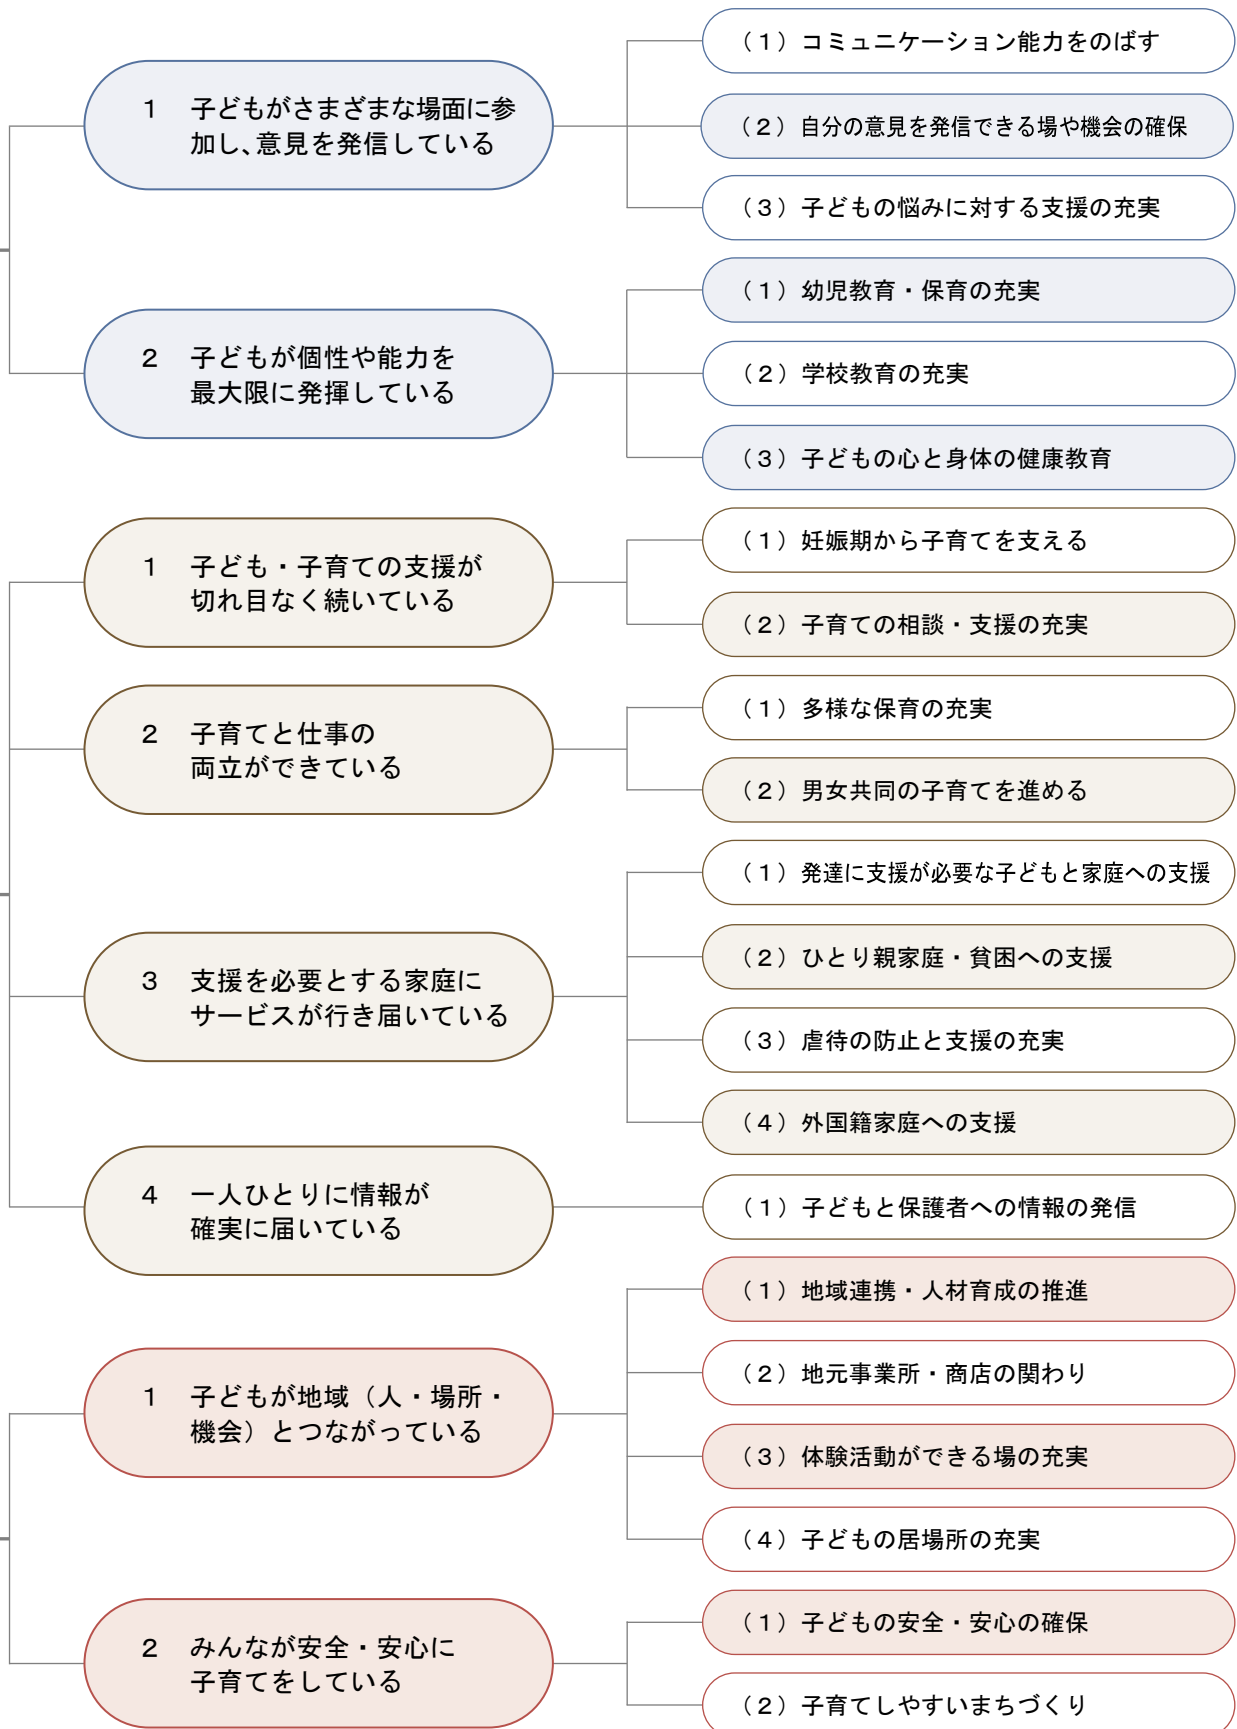 1 子どもがさまざまな場面に参
加し、意見を発信している
（1）コミュニケーション能力をのばす
（2）自分の意見を発信できる場や機会の確保
（3）子どもの悩みに対する支援の充実
2 子どもが個性や能力を
最大限に発揮している
（1）幼児教育・保育の充実
（2）学校教育の充実
（3）子どもの心と身体の健康教育
1 子ども・子育ての支援が
切れ目なく続いている
（1）妊娠期から子育てを支える
（2）子育ての相談・支援の充実
2 子育てと仕事の
両立ができている
（1）多様な保育の充実
（2）男女共同の子育てを進める
3 支援を必要とする家庭に
サービスが行き届いている
（1）発達に支援が必要な子どもと家庭への支援
（2）ひとり親家庭・貧困への支援
（3）虐待の防止と支援の充実
（4）外国籍家庭への支援
4 一人ひとりに情報が
確実に届いている
（1）子どもと保護者への情報の発信
1 子どもが地域（人・場所・
機会）とつながっている
（1）地域連携・人材育成の推進
（2）地元事業所・商店の関わり
（3）体験活動ができる場の充実
（4）子どもの居場所の充実
2 みんなが安全・安心に
子育てをしている
（1）子どもの安全・安心の確保
（2）子育てしやすいまちづくり